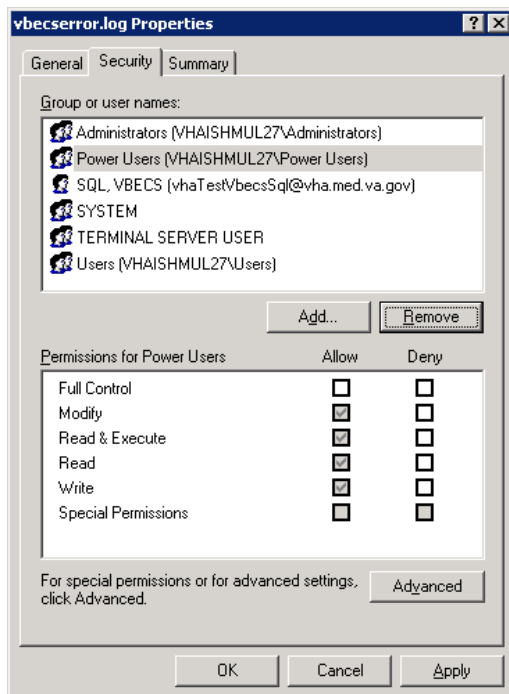 vbecserror.log Properties
General Security Summary
Group or user names:
Administrators (VHAISHMUL27\Administrators)
Power Users (VHAISHMUL27\Power Users)
SQL, VBECS (vhaTestVbecsSql@vha.med.va.gov)
SYSTEM
TERMINAL SERVER USER
Users (VHAISHMUL27\Users)
Add... Remove
Permissions for Power Users Allow Deny
Full Control
Modify
Read & Execute
Read
Write
Special Permissions
For special permissions or for advanced settings,
click Advanced.
Advanced
OK Cancel Apply